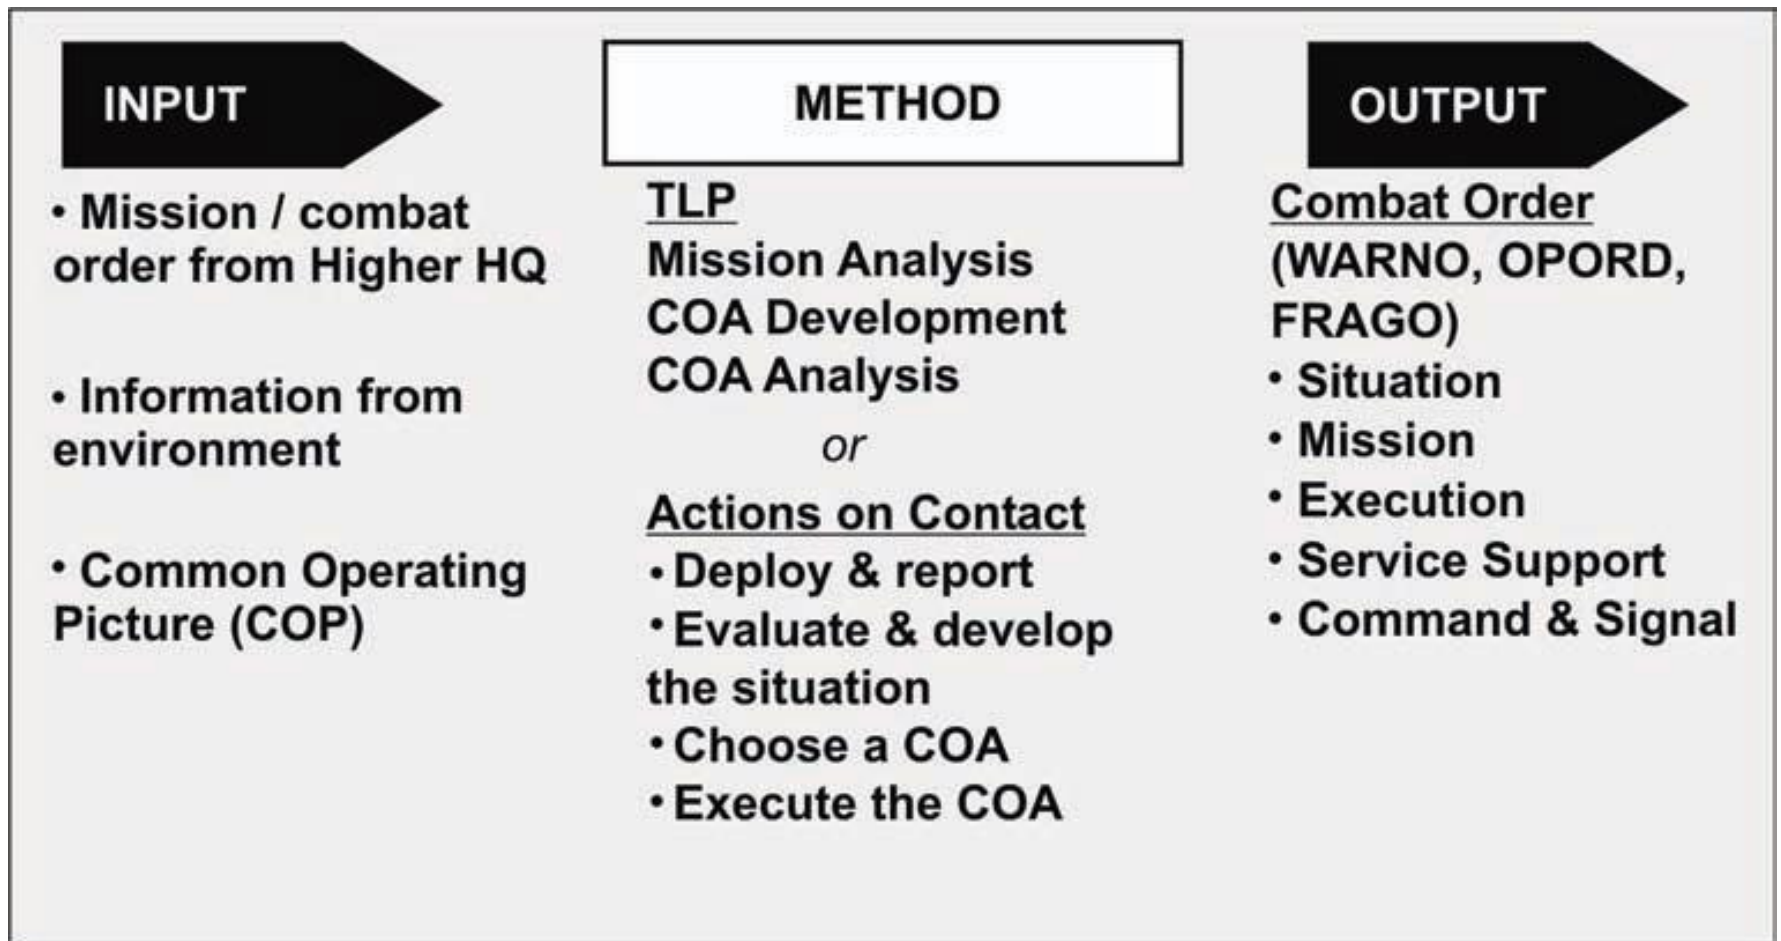 INPUT
• Mission / combat
order from Higher HQ
• Information from
environment
• Common Operating
Picture (COP)
METHOD
TLP
Mission Analysis
COA Development
COA Analysis
or
Actions on Contact
• Deploy & report
• Evaluate & develop
the situation
• Choose a COA
• Execute the COA
OUTPUT
Combat Order
(WARNO, OPORD,
FRAGO)
• Situation
• Mission
• Execution
• Service Support
• Command & Signal